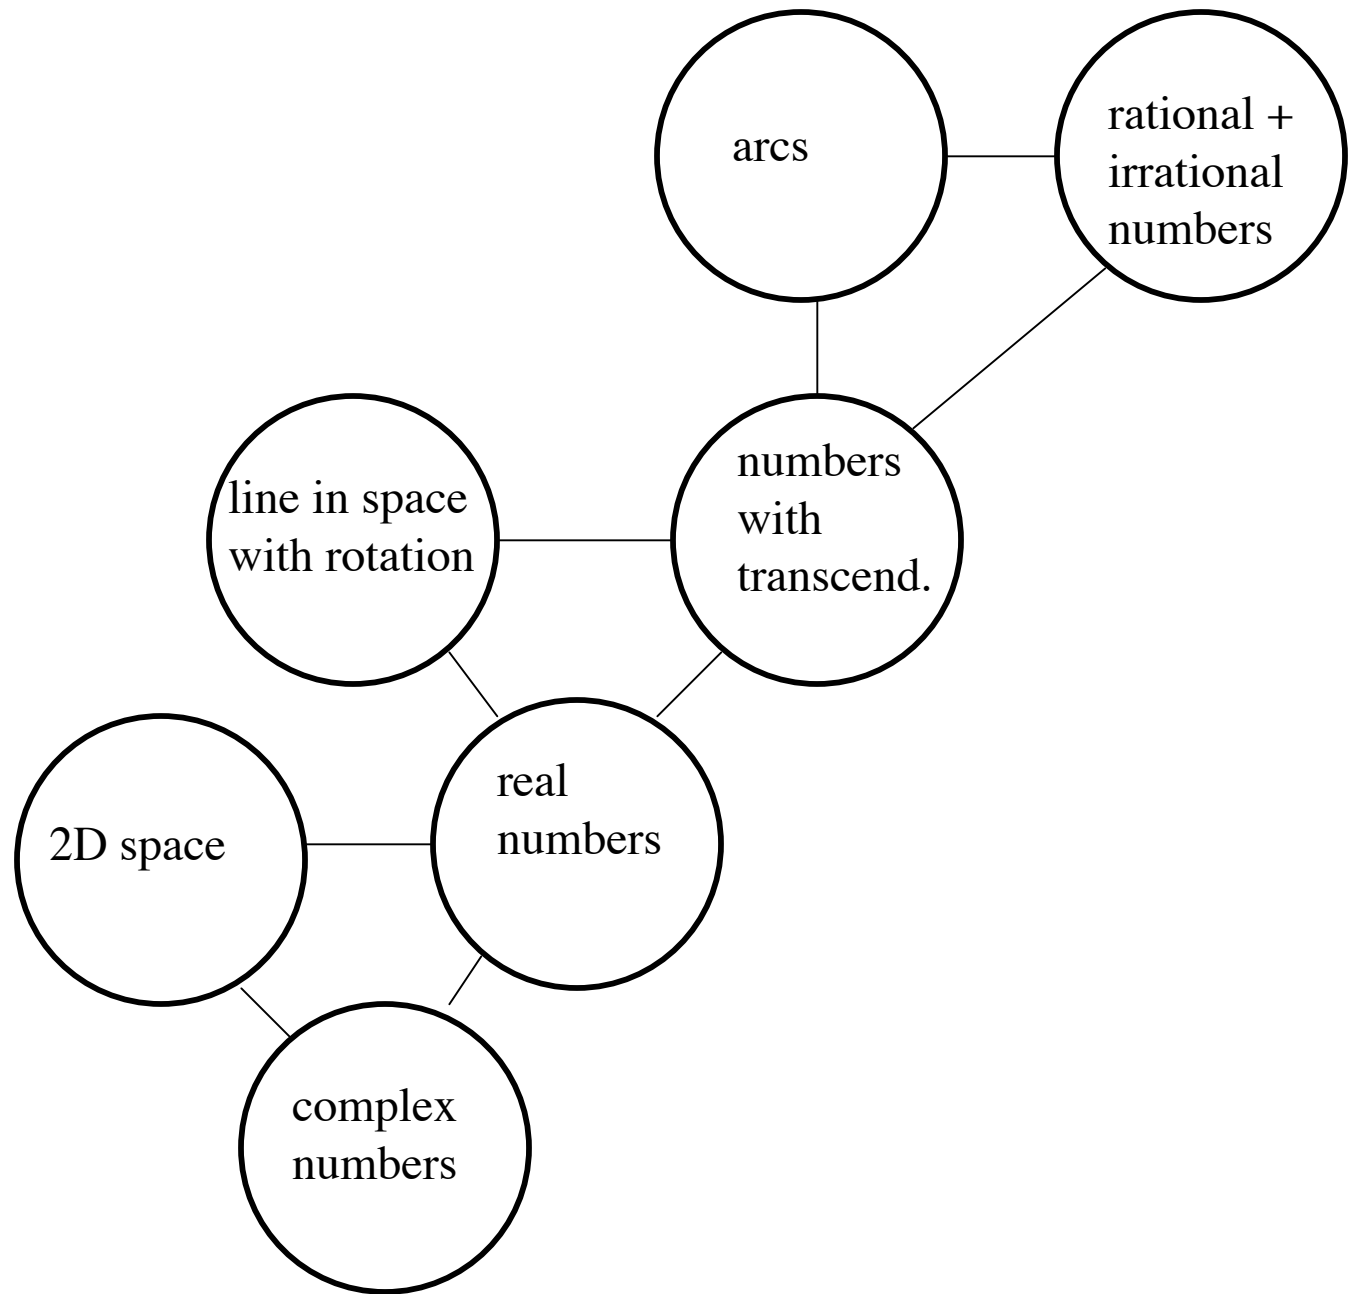 arcs
rational +
irrational
numbers
line in space
with rotation
numbers
with
transcend.
real
numbers
2D space
complex
numbers